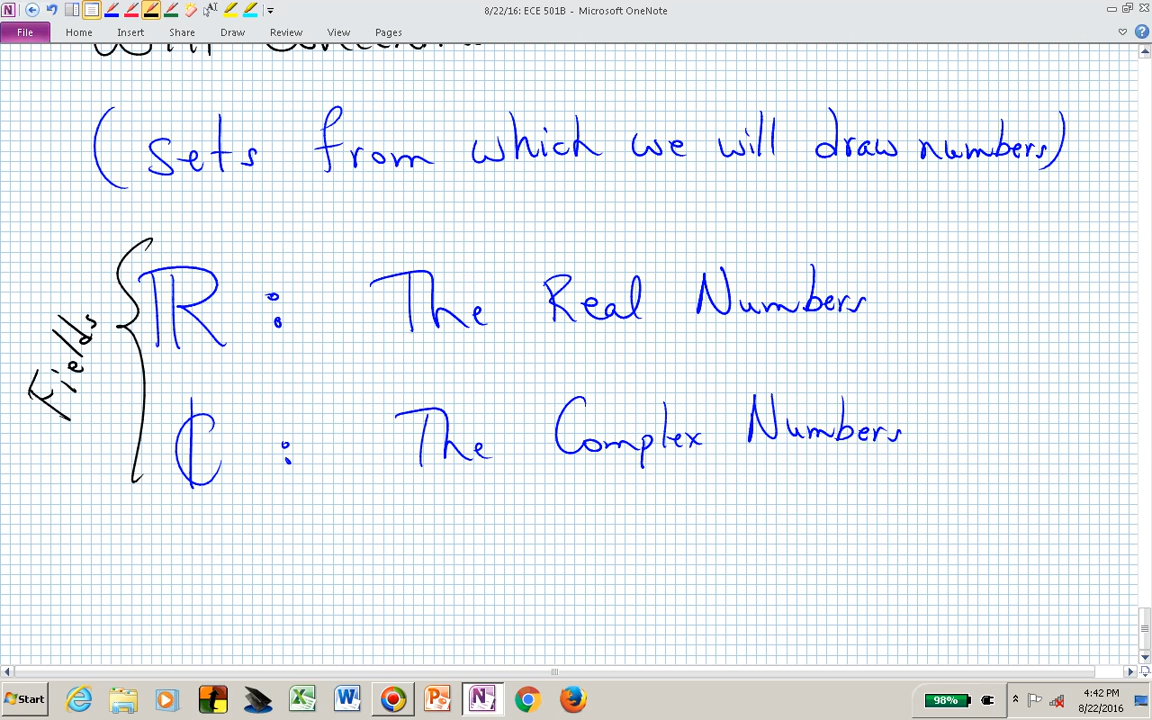 8/22/16: ECE 501B - Microsoft OneNote
File Home Insert Share Draw Review View Pages
(sets from which we will draw numbers)
Fields
ℝ : The Real Numbers
ℂ : The Complex Numbers
Start
98%
4:42 PM
8/22/2016